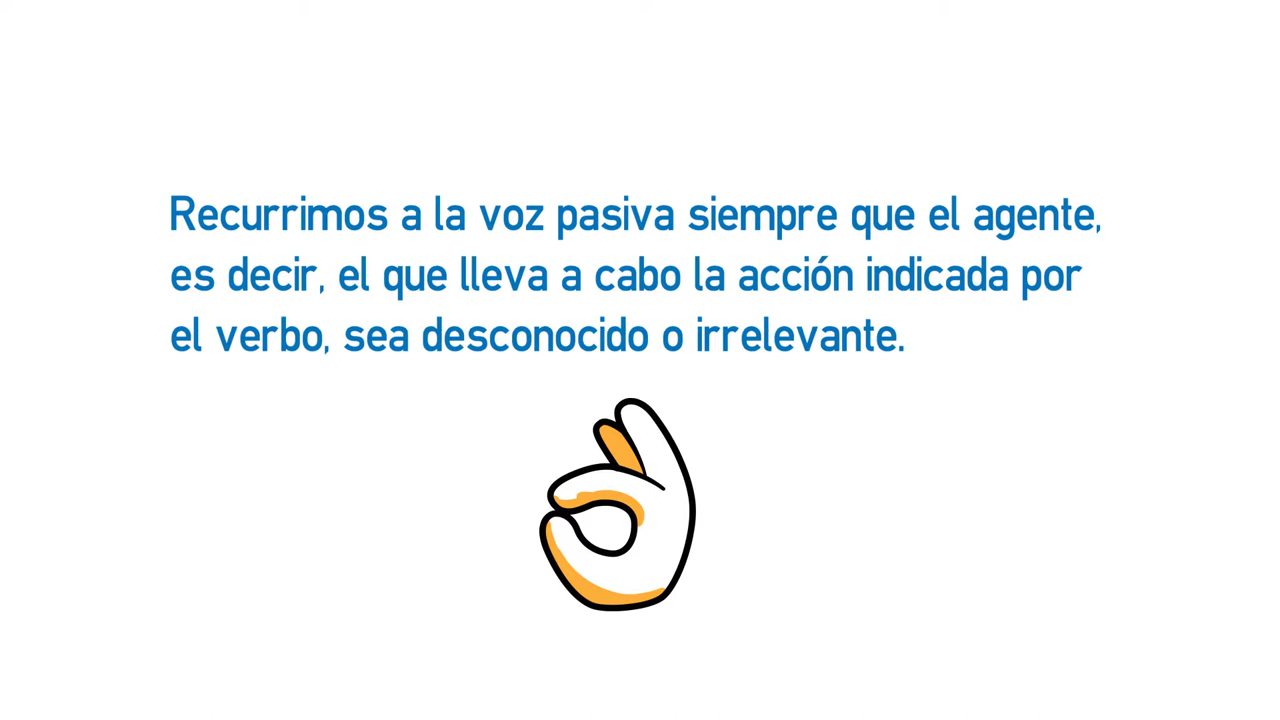 Recurrimos a la voz pasiva siempre que el agente,
es decir, el que lleva a cabo la acción indicada por
el verbo, sea desconocido o irrelevante.